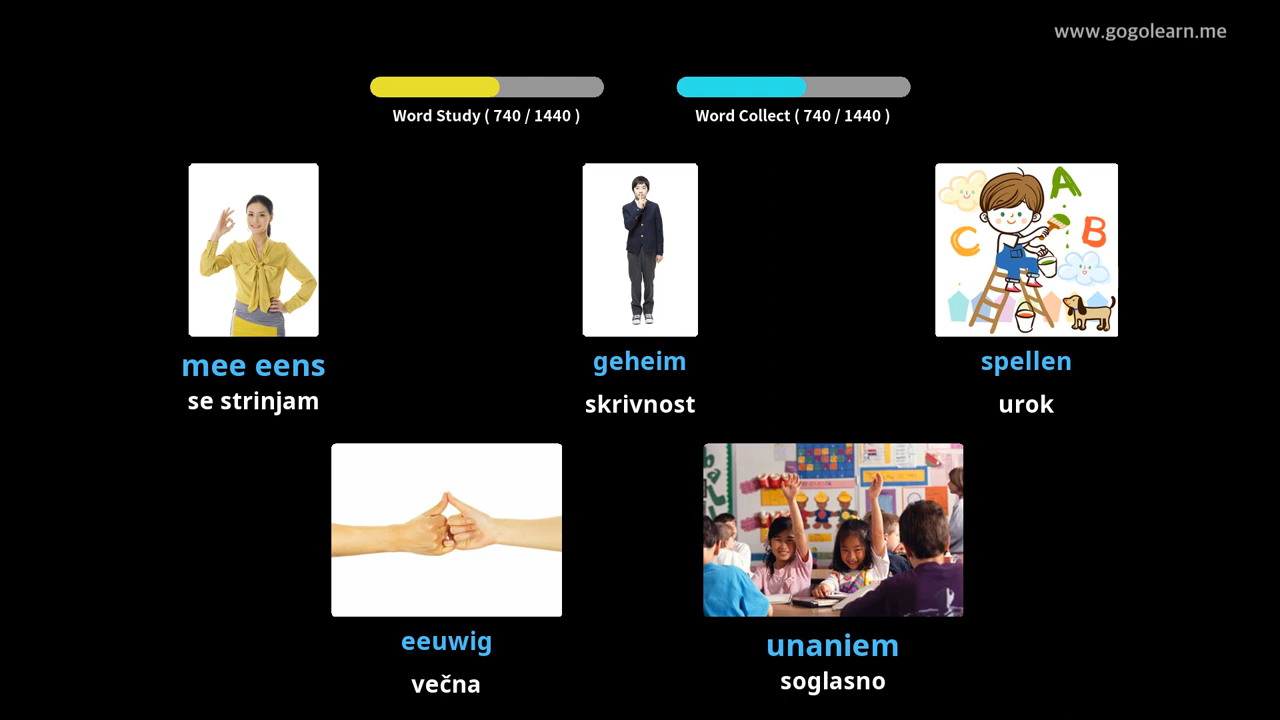 www.gogolearn.me
Word Study ( 740 / 1440 )
Word Collect ( 740 / 1440 )
A
B
C
mee eens
se strinjam
geheim
skrivnost
spellen
urok
eeuwig
večna
unaniem
soglasno